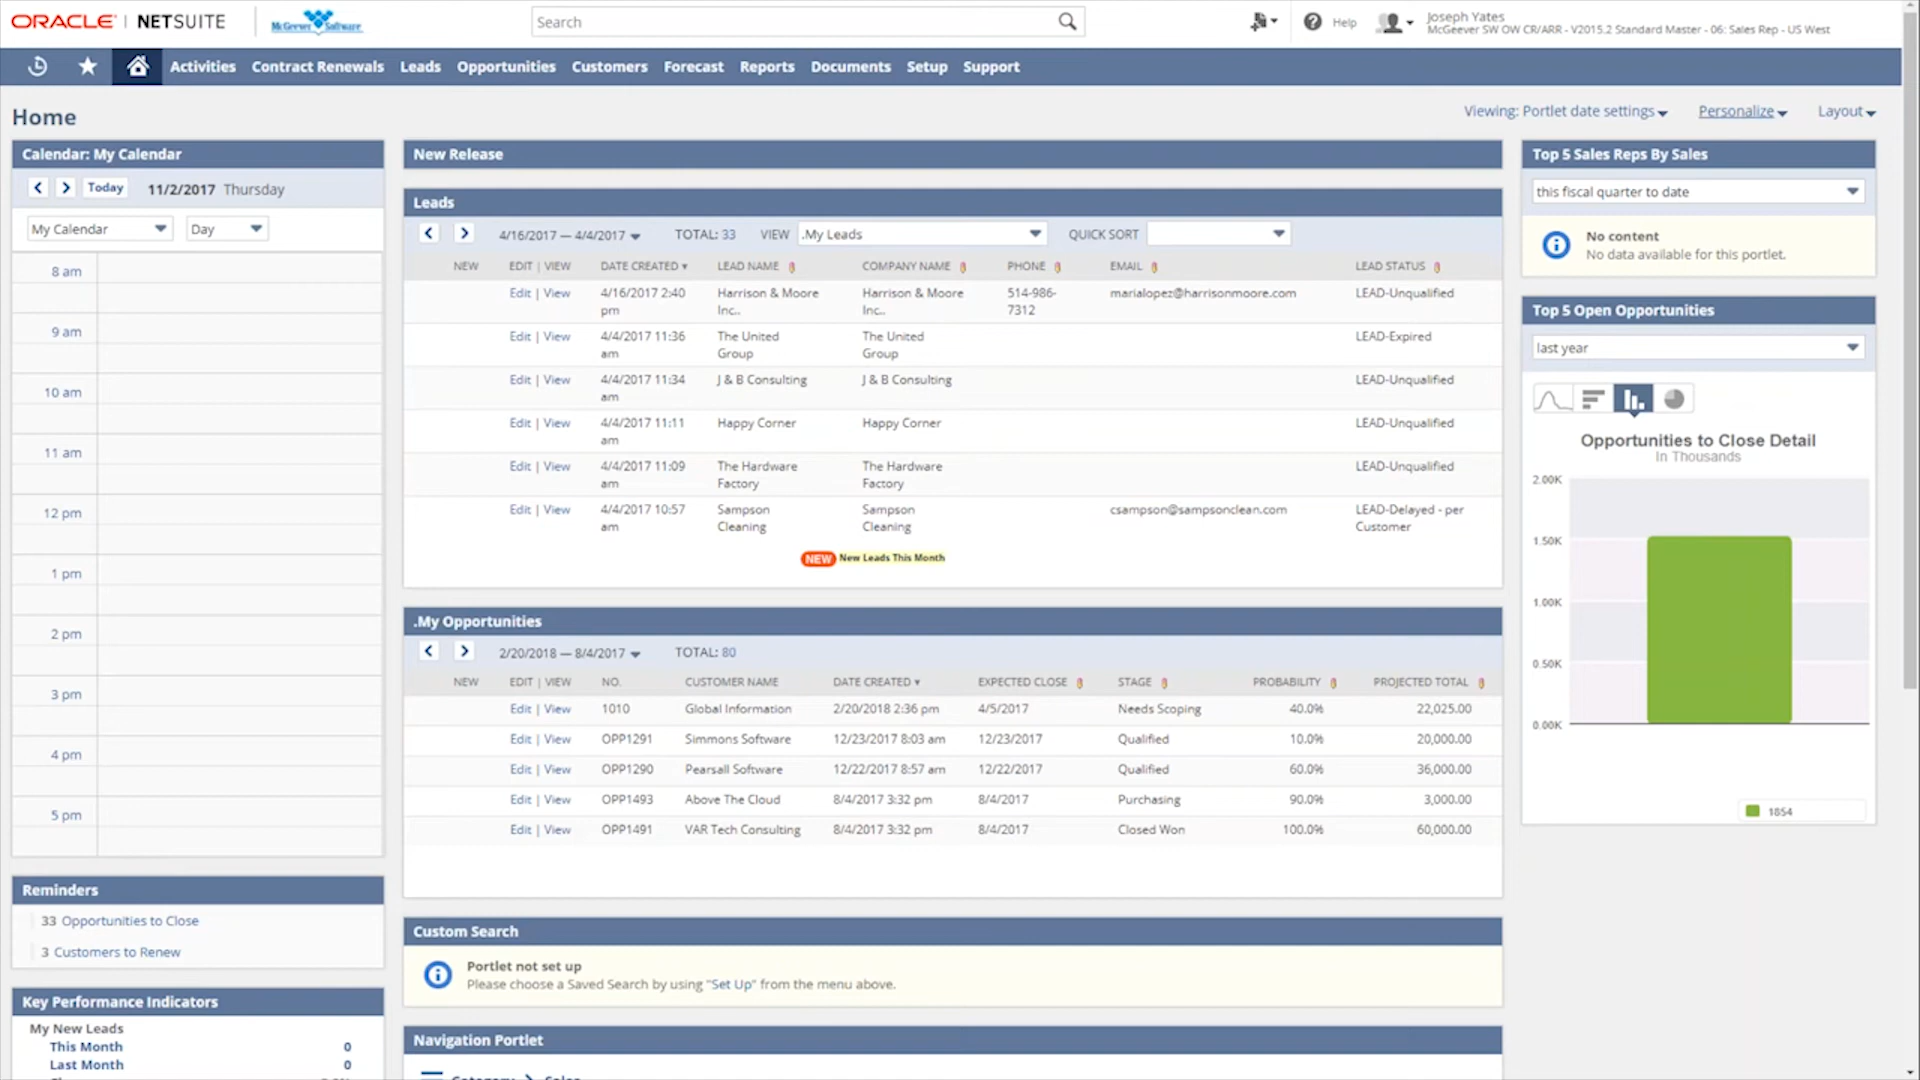 ORACLE | NETSUITE
McGeever Software
Search
Help
Joseph Yates
McGeever SW OW CR/ARR - V2015.2 Standard Master - 06: Sales Rep - US West
Activities Contract Renewals Leads Opportunities Customers Forecast Reports Documents Setup Support
Home
Viewing: Portlet date settings Personalize Layout
Calendar: My Calendar
Today 11/2/2017 Thursday
My Calendar Day
8 am
9 am
10 am
11 am
12 pm
1 pm
2 pm
3 pm
4 pm
5 pm
Reminders
33 Opportunities to Close
3 Customers to Renew
Key Performance Indicators
My New Leads
This Month 0
Last Month 0
New Release
Leads
4/16/2017 — 4/4/2017 TOTAL: 33 VIEW .My Leads QUICK SORT
NEW EDIT | VIEW DATE CREATED LEAD NAME COMPANY NAME PHONE EMAIL LEAD STATUS
Edit | View 4/16/2017 2:40 Harrison & Moore Harrison & Moore 514-986- marialopez@harrisonmoore.com LEAD-Unqualified
pm Inc.. Inc.. 7312
Edit | View 4/4/2017 11:36 The United The United LEAD-Expired
am Group Group
Edit | View 4/4/2017 11:34 J & B Consulting J & B Consulting LEAD-Unqualified
am
Edit | View 4/4/2017 11:11 Happy Corner Happy Corner LEAD-Unqualified
am
Edit | View 4/4/2017 11:09 The Hardware The Hardware LEAD-Unqualified
am Factory Factory
Edit | View 4/4/2017 10:57 Sampson Sampson csampson@sampsonclean.com LEAD-Delayed - per
am Cleaning Cleaning Customer
NEW New Leads This Month
.My Opportunities
2/20/2018 — 8/4/2017 TOTAL: 80
NEW EDIT | VIEW NO. CUSTOMER NAME DATE CREATED EXPECTED CLOSE STAGE PROBABILITY PROJECTED TOTAL
Edit | View 1010 Global Information 2/20/2018 2:36 pm 4/5/2017 Needs Scoping 40.0% 22,025.00
Edit | View OPP1291 Simmons Software 12/23/2017 8:03 am 12/23/2017 Qualified 10.0% 20,000.00
Edit | View OPP1290 Pearsall Software 12/22/2017 8:57 am 12/22/2017 Qualified 60.0% 36,000.00
Edit | View OPP1493 Above The Cloud 8/4/2017 3:32 pm 8/4/2017 Purchasing 90.0% 3,000.00
Edit | View OPP1491 VAR Tech Consulting 8/4/2017 3:32 pm 8/4/2017 Closed Won 100.0% 60,000.00
Custom Search
Portlet not set up
Please choose a Saved Search by using "Set Up" from the menu above.
Navigation Portlet
Top 5 Sales Reps By Sales
this fiscal quarter to date
No content
No data available for this portlet.
Top 5 Open Opportunities
last year
Opportunities to Close Detail
In Thousands
2.00K
1.50K
1.00K
0.50K
0.00K
1854